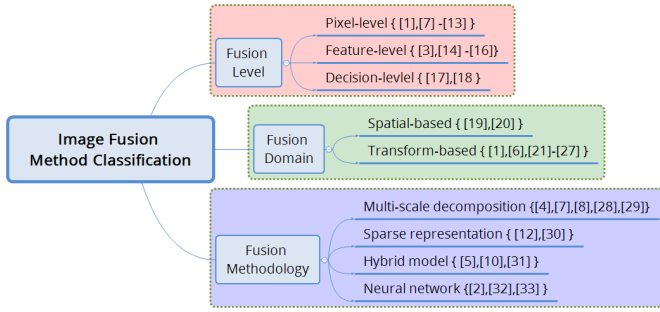 Image Fusion
Method Classification
Fusion
Level
Pixel-level { [1],[7] -[13] }
Feature-level { [3],[14] -[16]}
Decision-levlel { [17],[18 }
Fusion
Domain
Spatial-based { [19],[20] }
Transform-based { [1],[6],[21]-[27] }
Fusion
Methodology
Multi-scale decomposition {[4],[7],[8],[28],[29]}
Sparse representation { [12],[30] }
Hybrid model { [5],[10],[31] }
Neural network {[2],[32],[33] }